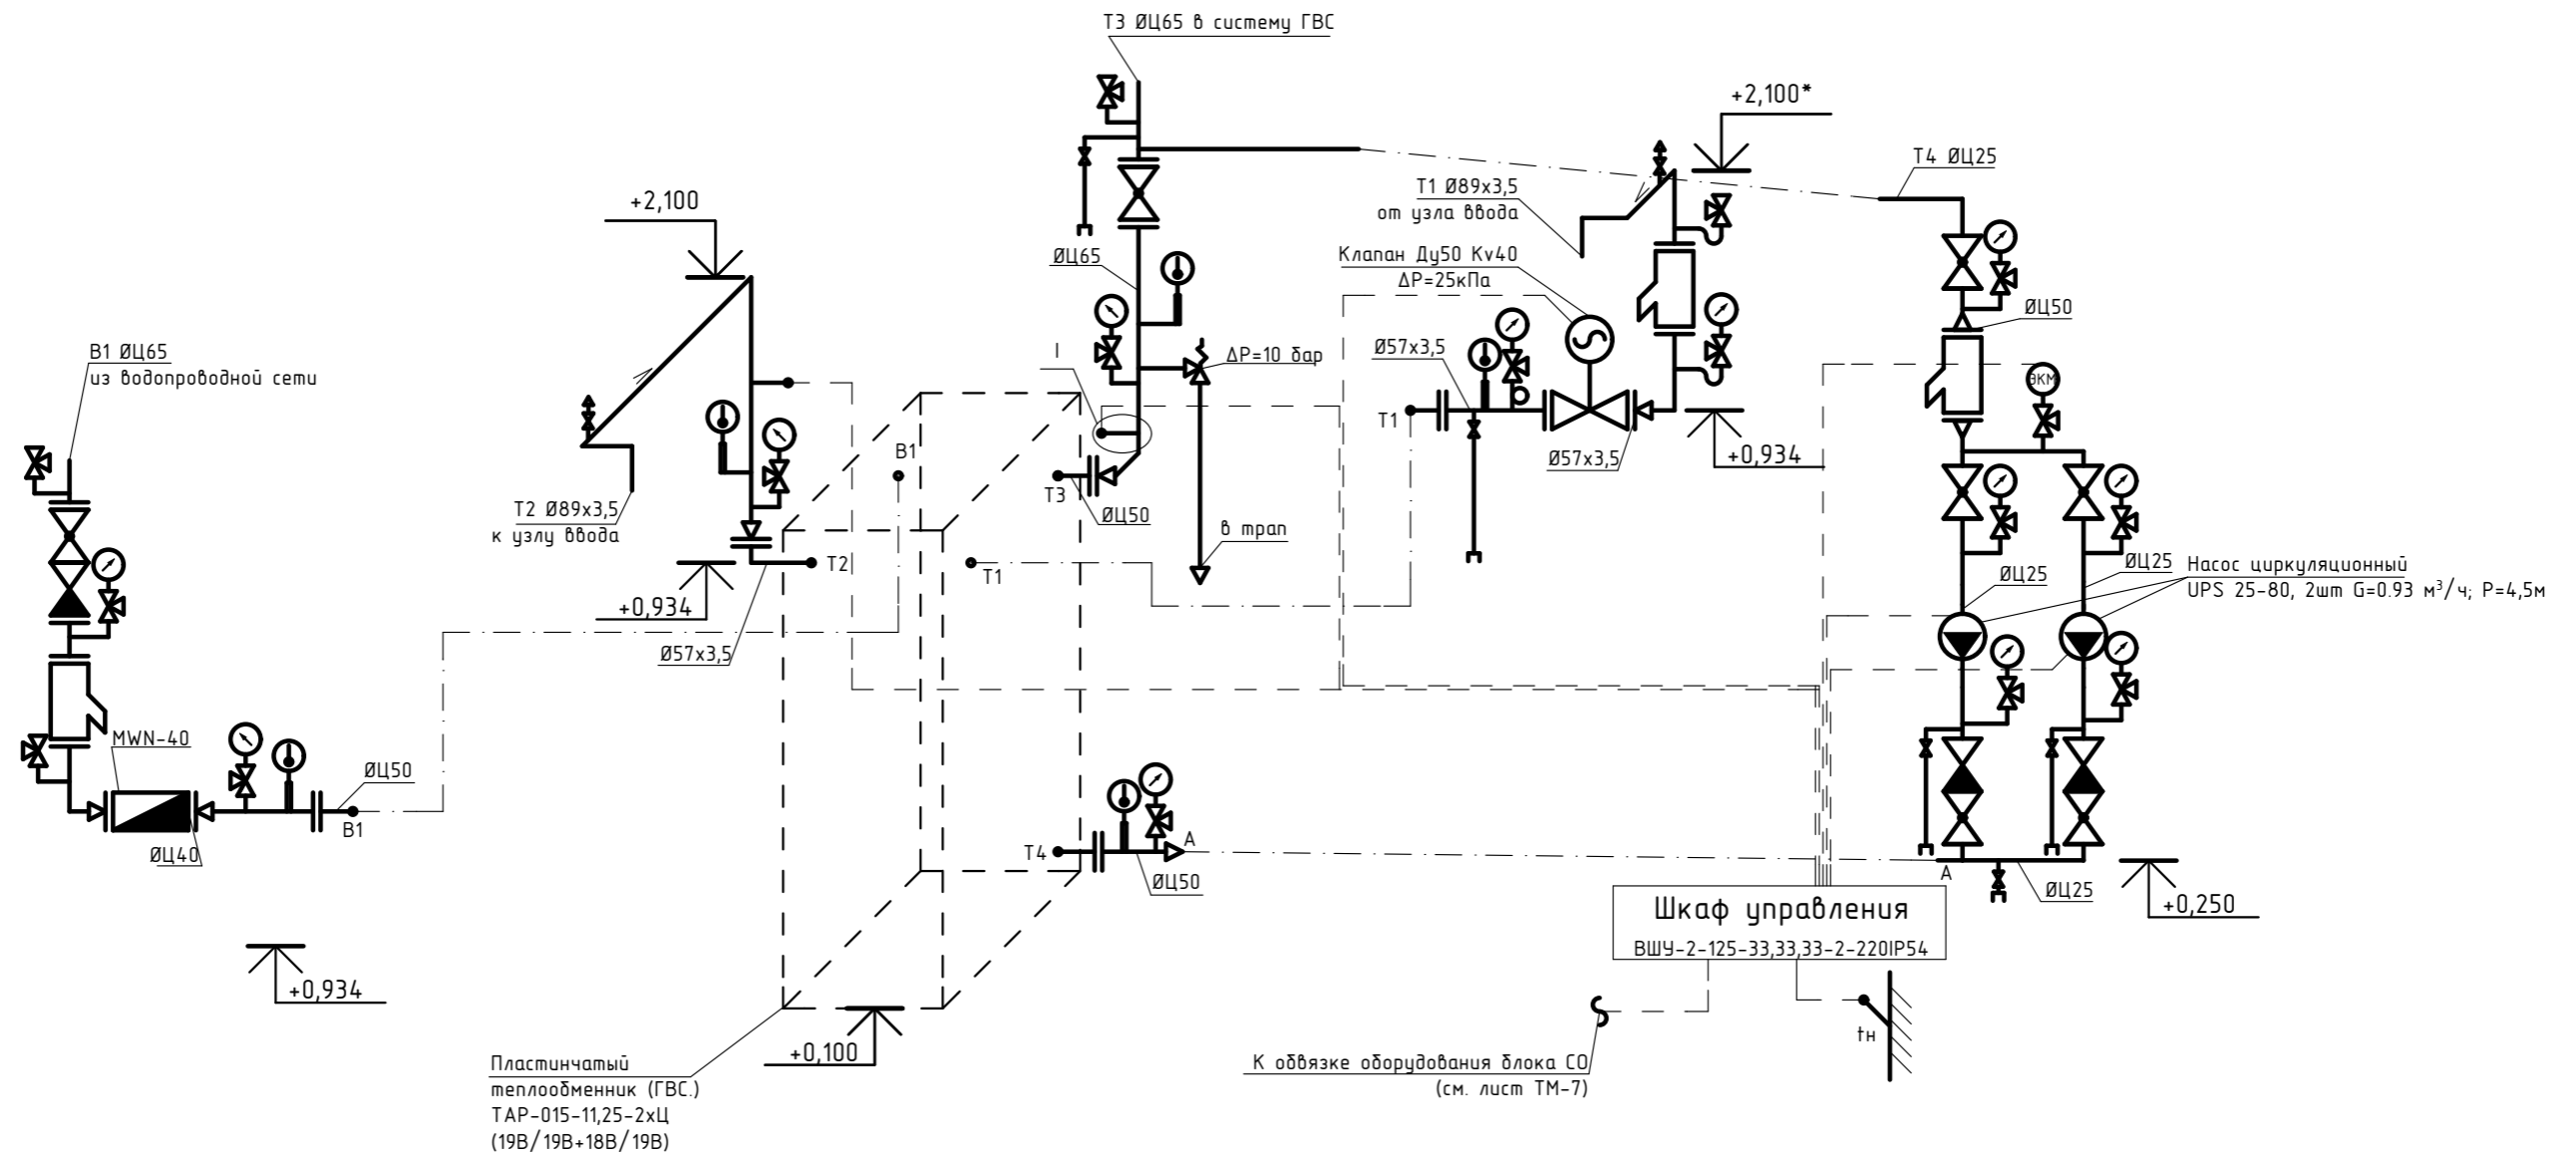 Т3 ØЦ65 в систему ГВС
+2,100*
Т4 ØЦ25
+2,100
Т1 Ø89х3,5
от узла ввода
Клапан Ду50 Kv40
ΔР=25кПа
ØЦ65
ØЦ50
В1 ØЦ65
из водопроводной сети
I
ΔР=10 бар
Ø57х3,5
ЭКМ
Т1
В1
Ø57х3,5
+0,934
Т3
ØЦ50
Т2 Ø89х3,5
к узлу ввода
в трап
Т2
Т1
+0,934
ØЦ25
ØЦ25
Насос циркуляционный
UPS 25-80, 2шт G=0.93 м³/ч; Р=4,5м
Ø57х3,5
MWN-40
ØЦ50
В1
ØЦ40
Т4
А
ØЦ50
А
ØЦ25
+0,250
Шкаф управления
ВШУ-2-125-33,33,33-2-220IP54
+0,934
tн
+0,100
К обвязке оборудования блока СО
(см. лист ТМ-7)
Пластинчатый
теплообменник (ГВС.)
ТАР-015-11,25-2хЦ
(19В/19В+18В/19В)